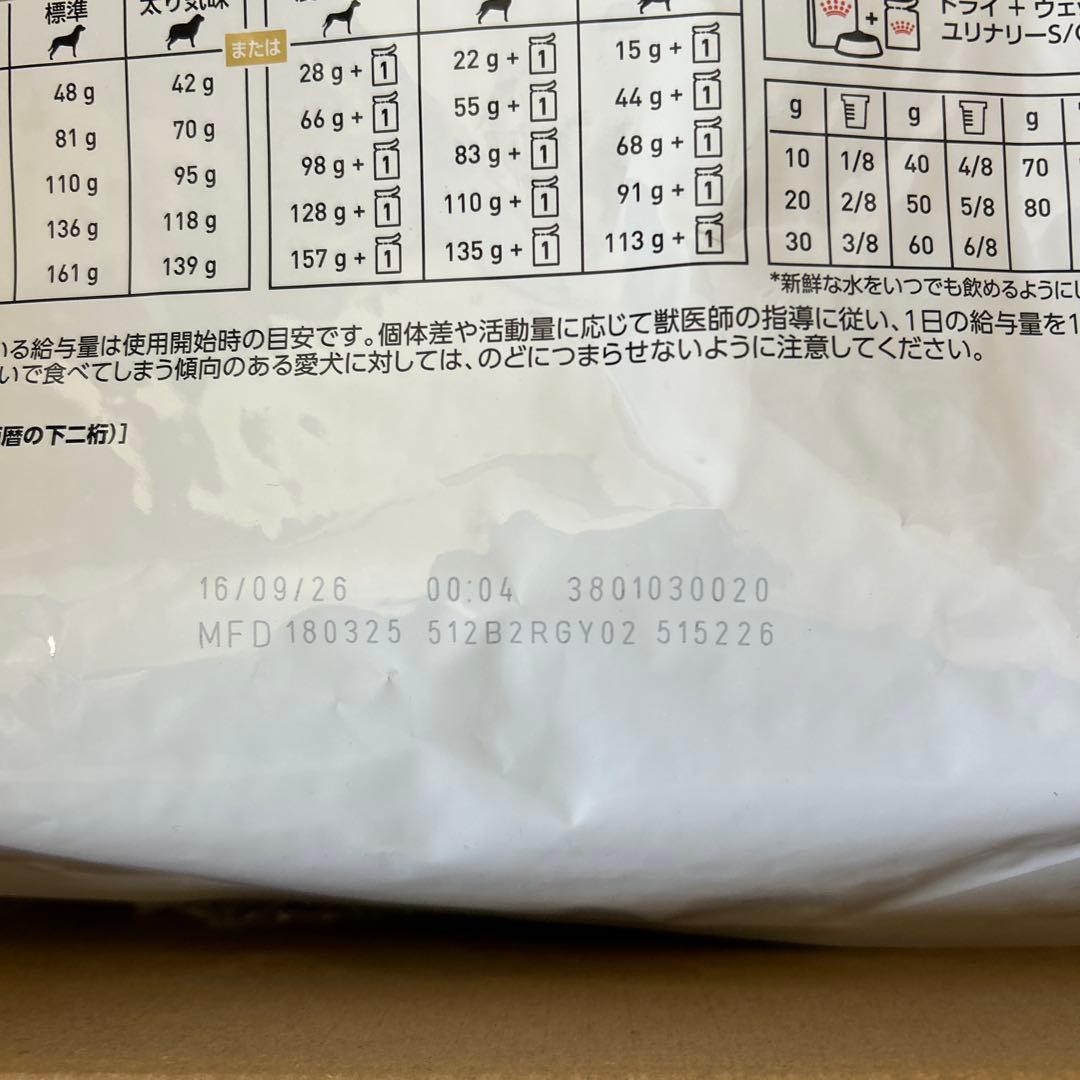 標準
太り気味
または
48 g 42 g 28 g + 1 22 g + 1 15 g + 1
81 g 70 g 66 g + 1 55 g + 1 44 g + 1
110 g 95 g 98 g + 1 83 g + 1 68 g + 1
136 g 118 g 128 g + 1 110 g + 1 91 g + 1
161 g 139 g 157 g + 1 135 g + 1 113 g + 1
ドライ + ウェッ
ユリナリーS/O
g g g
10 1/8 40 4/8 70
20 2/8 50 5/8 80
30 3/8 60 6/8
*新鮮な水をいつでも飲めるようにし
いる給与量は使用開始時の目安です。個体差や活動量に応じて獣医師の指導に従い、1日の給与量を1
いで食べてしまう傾向のある愛犬に対しては、のどにつまらせないように注意してください。
暦の下二桁)]
16/09/26 00:04 3801030020
MFD 180325 512B2RGY02 515226